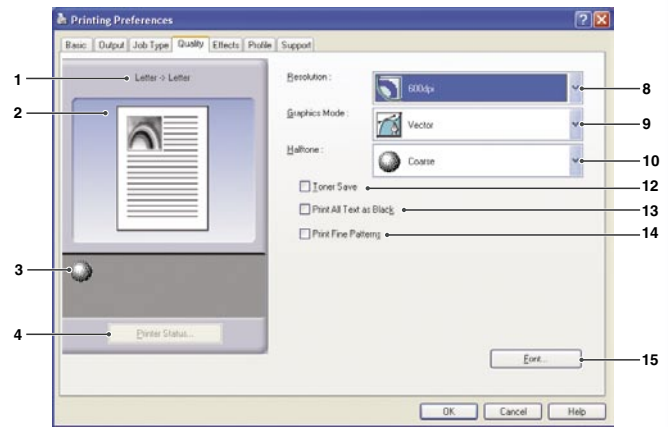 Printing Preferences
Basic Output Job Type Quality Effects Profile Support
1
Letter -> Letter
2
3
4
Printer Status...
Resolution :
600dpi
8
Graphics Mode :
Vector
9
Halftone :
Coarse
10
Toner Save
12
Print All Text as Black
13
Print Fine Patterns
14
Font...
15
OK Cancel Help